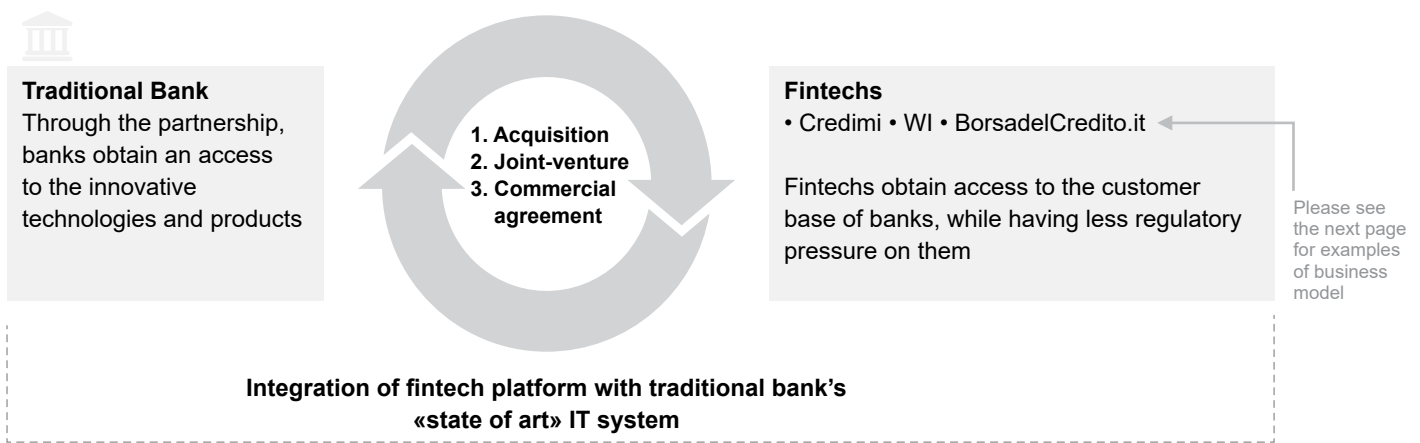 Traditional Bank
Through the partnership,
banks obtain an access
to the innovative
technologies and products
1. Acquisition
2. Joint-venture
3. Commercial
agreement
Fintechs
• Credimi • WI • BorsadelCredito.it
Fintechs obtain access to the customer
base of banks, while having less regulatory
pressure on them
Please see
the next page
for examples
of business
model
Integration of fintech platform with traditional bank’s
«state of art» IT system